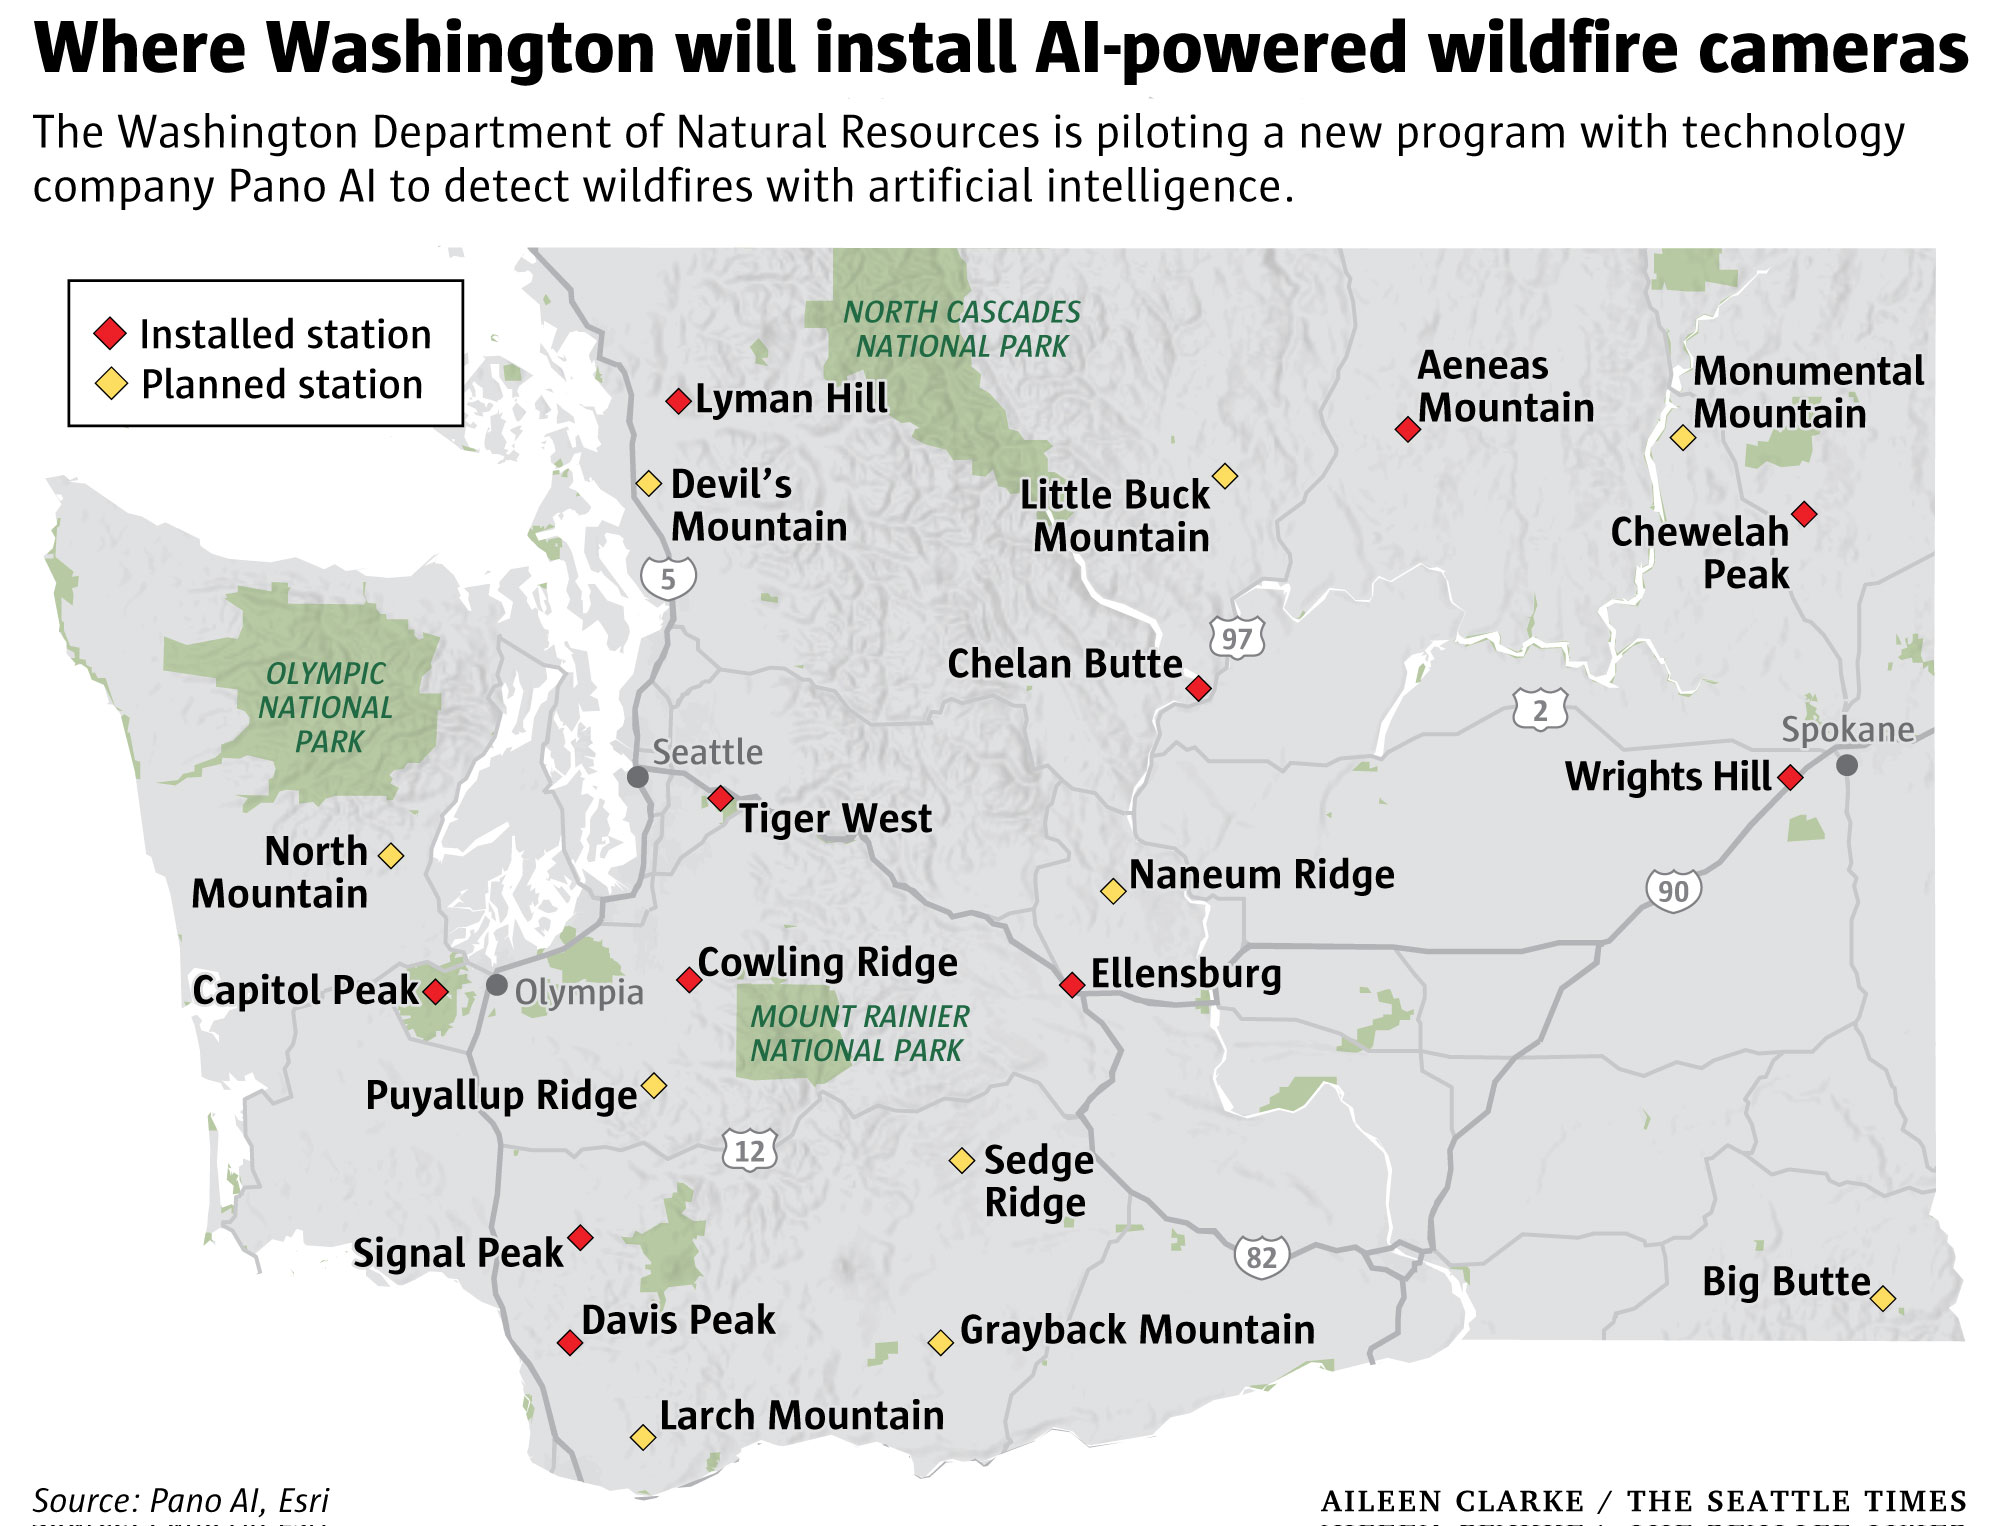 Where Washington will install AI-powered wildfire cameras
The Washington Department of Natural Resources is piloting a new program with technology
company Pano AI to detect wildfires with artificial intelligence.
Installed station
Planned station
NORTH CASCADES
NATIONAL PARK
Lyman Hill
Aeneas
Mountain
Monumental
Mountain
Devil’s
Mountain
Little Buck
Mountain
Chewelah
Peak
5
97
Chelan Butte
2
OLYMPIC
NATIONAL
PARK
Seattle
Spokane
Wrights Hill
Tiger West
North
Mountain
Naneum Ridge
90
Cowling Ridge
Ellensburg
Capitol Peak
Olympia
MOUNT RAINIER
NATIONAL PARK
Puyallup Ridge
12
Sedge
Ridge
Signal Peak
82
Big Butte
Davis Peak
Grayback Mountain
Larch Mountain
Source: Pano AI, Esri
AILEEN CLARKE / THE SEATTLE TIMES